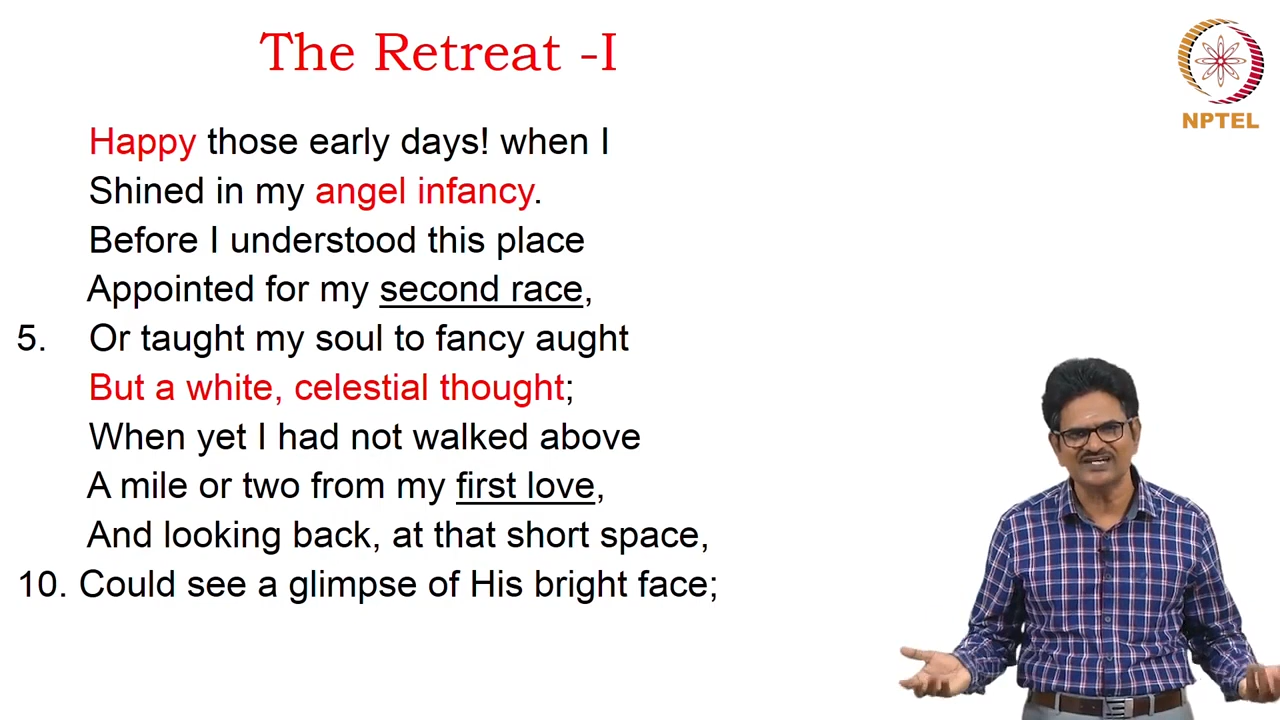 The Retreat -I
NPTEL
Happy those early days! when I
Shined in my angel infancy.
Before I understood this place
Appointed for my second race,
5. Or taught my soul to fancy aught
But a white, celestial thought;
When yet I had not walked above
A mile or two from my first love,
And looking back, at that short space,
10. Could see a glimpse of His bright face;